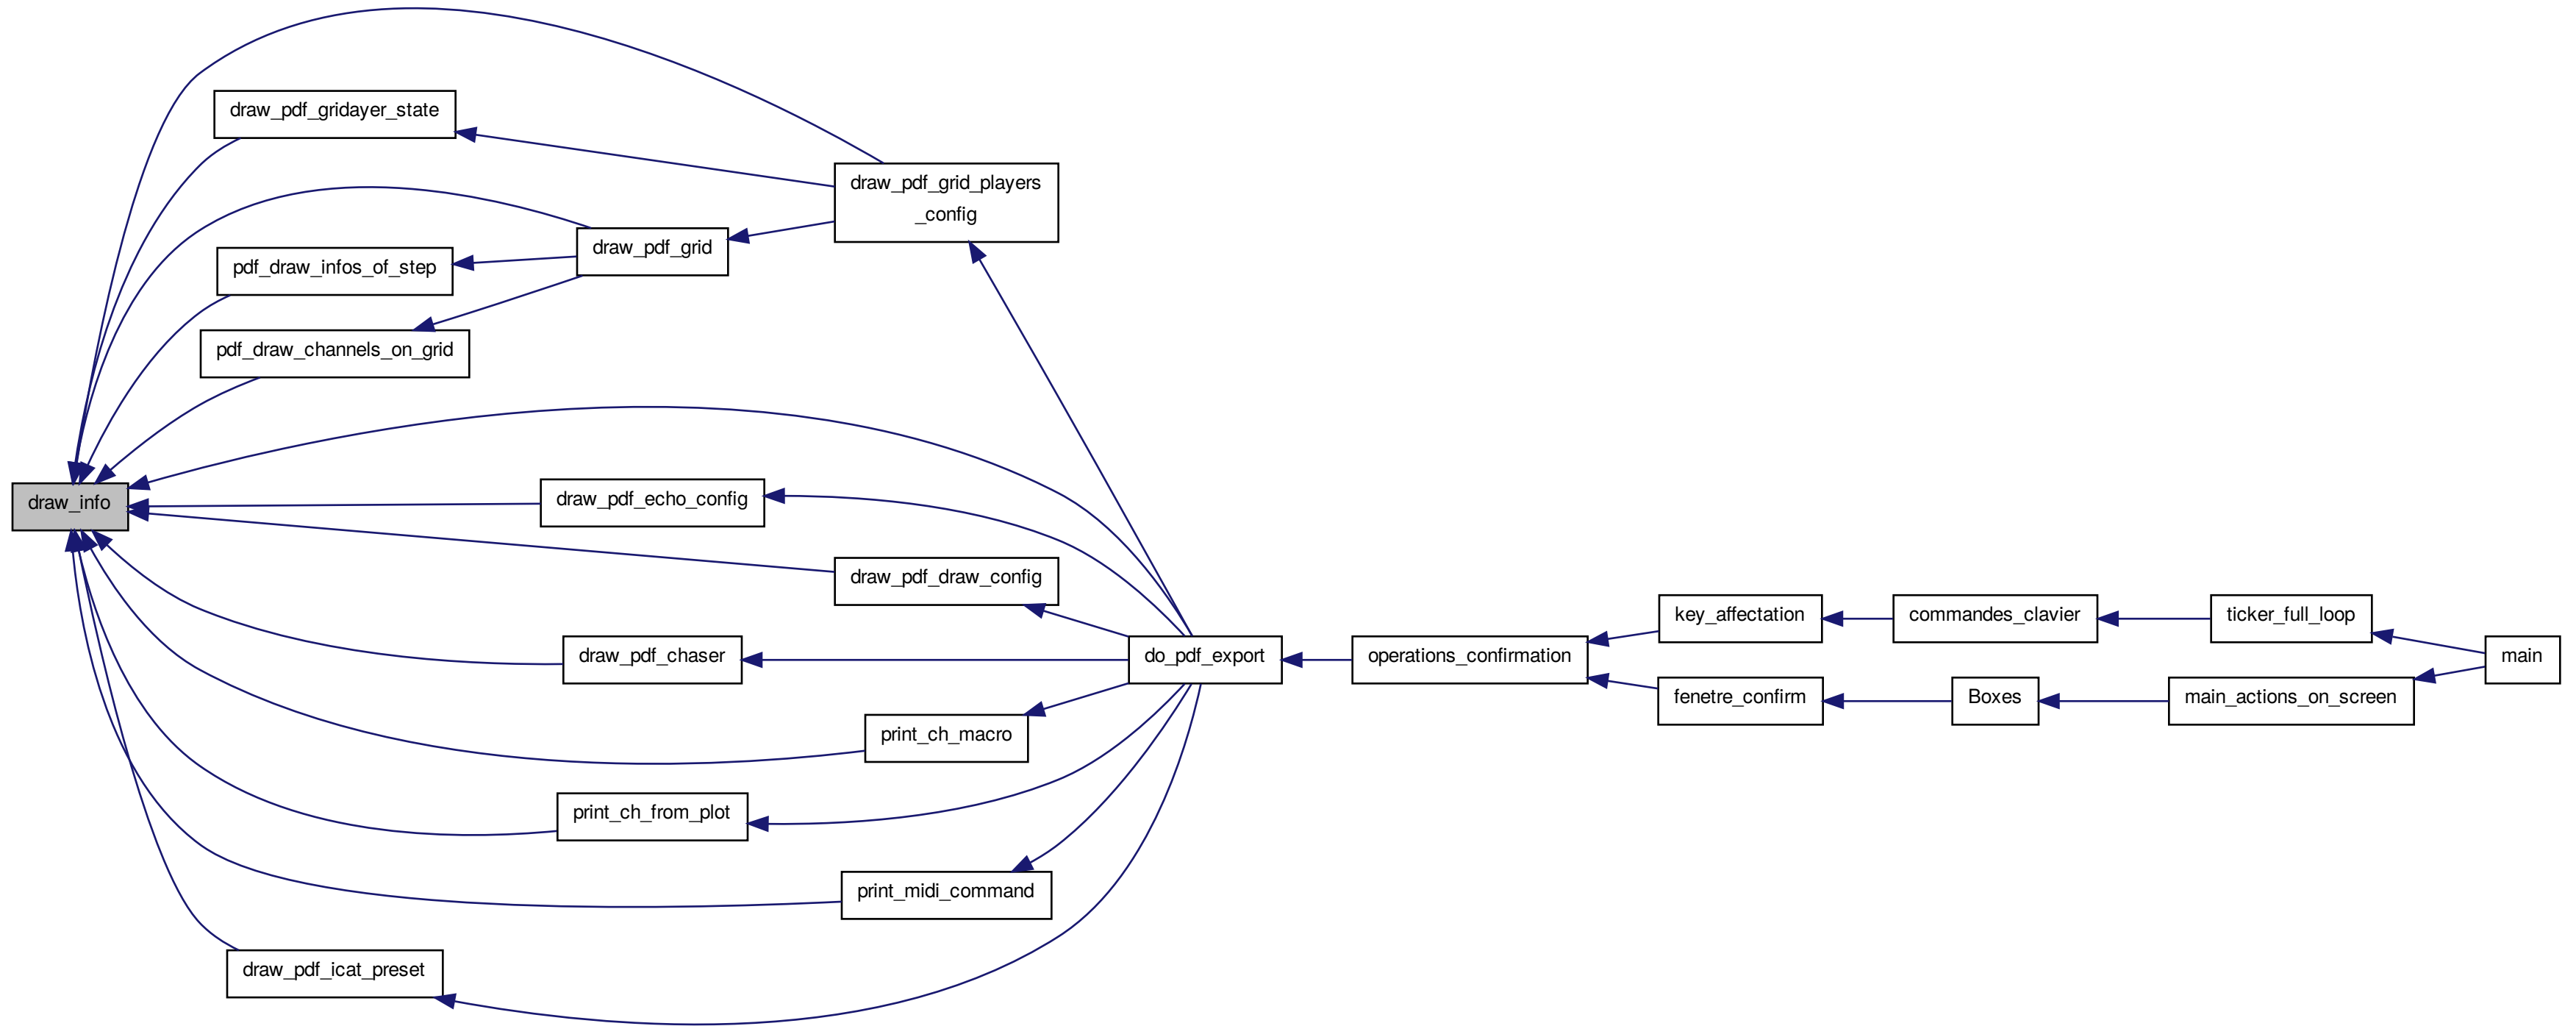 draw_pdf_gridayer_state
draw_pdf_grid_players
_config
draw_pdf_grid
pdf_draw_infos_of_step
pdf_draw_channels_on_grid
draw_info
draw_pdf_echo_config
draw_pdf_draw_config
draw_pdf_chaser
do_pdf_export
operations_confirmation
key_affectation
commandes_clavier
ticker_full_loop
main
fenetre_confirm
Boxes
main_actions_on_screen
print_ch_macro
print_ch_from_plot
print_midi_command
draw_pdf_icat_preset